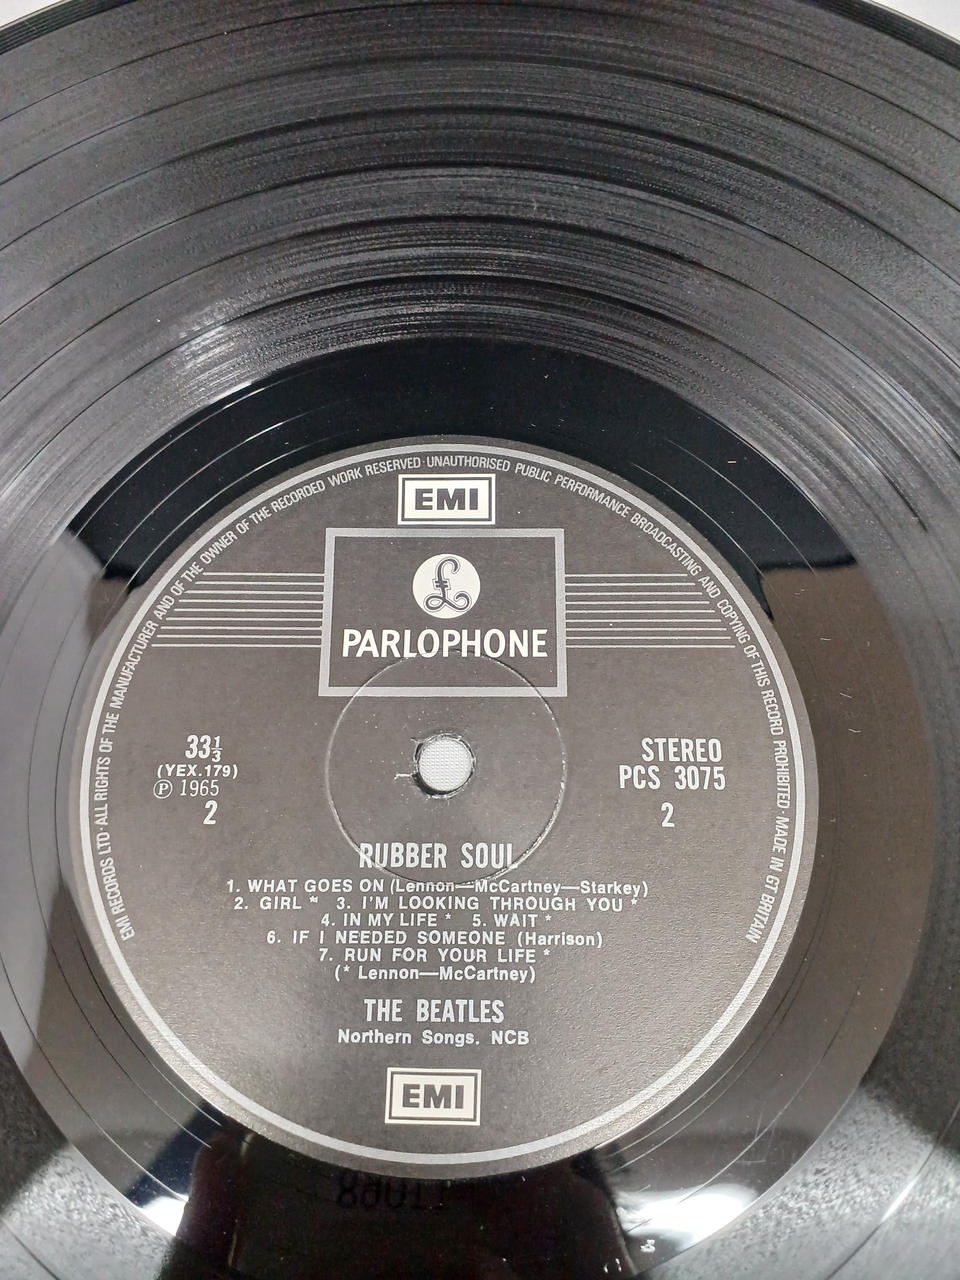 EMI RECORDS LTD · ALL RIGHTS OF THE MANUFACTURER AND OF THE OWNER OF THE RECORDED WORK RESERVED · UNAUTHORISED PUBLIC PERFORMANCE BROADCASTING AND COPYING OF THIS RECORD PROHIBITED · MADE IN GT BRITAIN
EMI
£
PARLOPHONE
33⅓
(YEX.179)
℗ 1965
2
STEREO
PCS 3075
2
RUBBER SOUL
1. WHAT GOES ON (Lennon—McCartney—Starkey)
2. GIRL * 3. I'M LOOKING THROUGH YOU *
4. IN MY LIFE * 5. WAIT *
6. IF I NEEDED SOMEONE (Harrison)
7. RUN FOR YOUR LIFE *
(* Lennon—McCartney)
THE BEATLES
Northern Songs. NCB
EMI